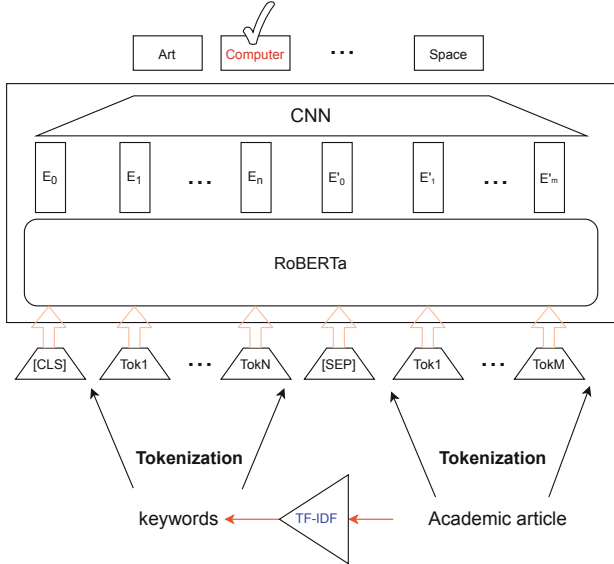 Art Computer ... Space
CNN
E0 E1 ... En E'0 E'1 ... E'm
RoBERTa
[CLS] Tok1 ... TokN [SEP] Tok1 ... TokM
Tokenization Tokenization
keywords TF-IDF Academic article